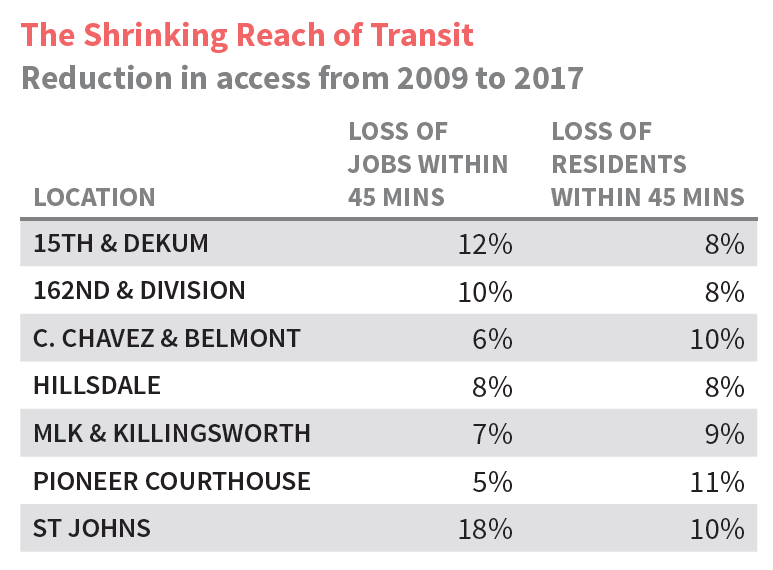 The Shrinking Reach of Transit
Reduction in access from 2009 to 2017
LOCATION
LOSS OF
JOBS WITHIN
45 MINS
LOSS OF
RESIDENTS
WITHIN 45 MINS
15TH & DEKUM 12% 8%
162ND & DIVISION 10% 8%
C. CHAVEZ & BELMONT 6% 10%
HILLSDALE 8% 8%
MLK & KILLINGSWORTH 7% 9%
PIONEER COURTHOUSE 5% 11%
ST JOHNS 18% 10%